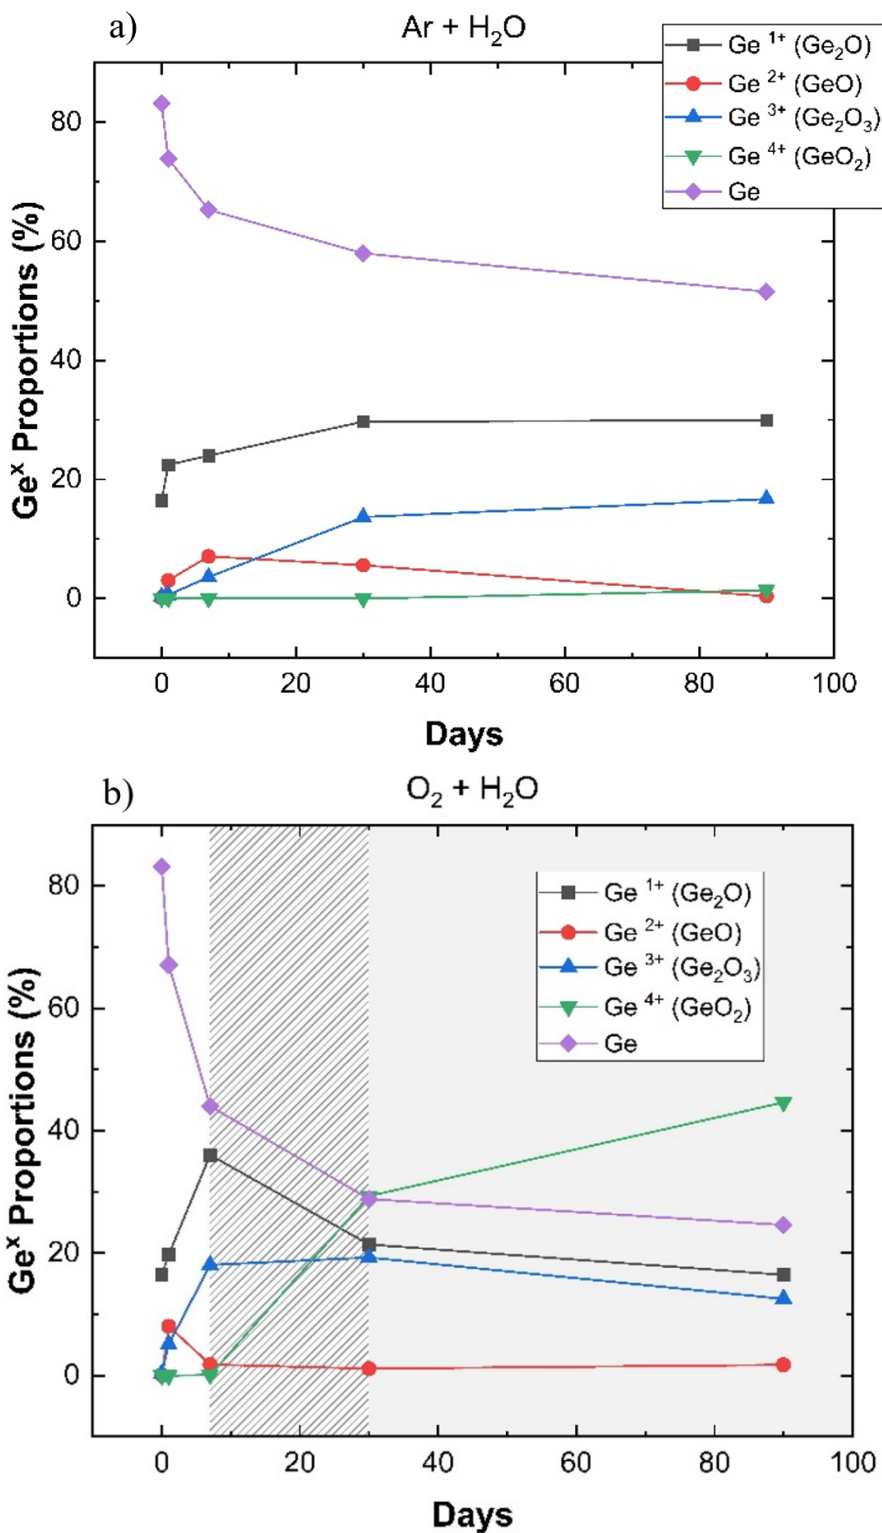 a)
Ar + H₂O
Ge ¹⁺ (Ge₂O)
Ge ²⁺ (GeO)
Ge ³⁺ (Ge₂O₃)
Ge ⁴⁺ (GeO₂)
Ge
Geˣ Proportions (%)
80
60
40
20
0
0 20 40 60 80 100
Days
b)
O₂ + H₂O
Ge ¹⁺ (Ge₂O)
Ge ²⁺ (GeO)
Ge ³⁺ (Ge₂O₃)
Ge ⁴⁺ (GeO₂)
Ge
Geˣ Proportions (%)
80
60
40
20
0
0 20 40 60 80 100
Days